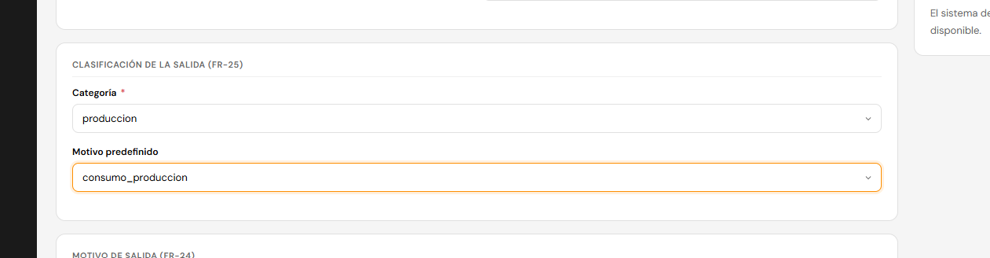 El sistema de
disponible.
CLASIFICACIÓN DE LA SALIDA (FR-25)
Categoría *
produccion
Motivo predefinido
consumo_produccion
MOTIVO DE SALIDA (FR-24)